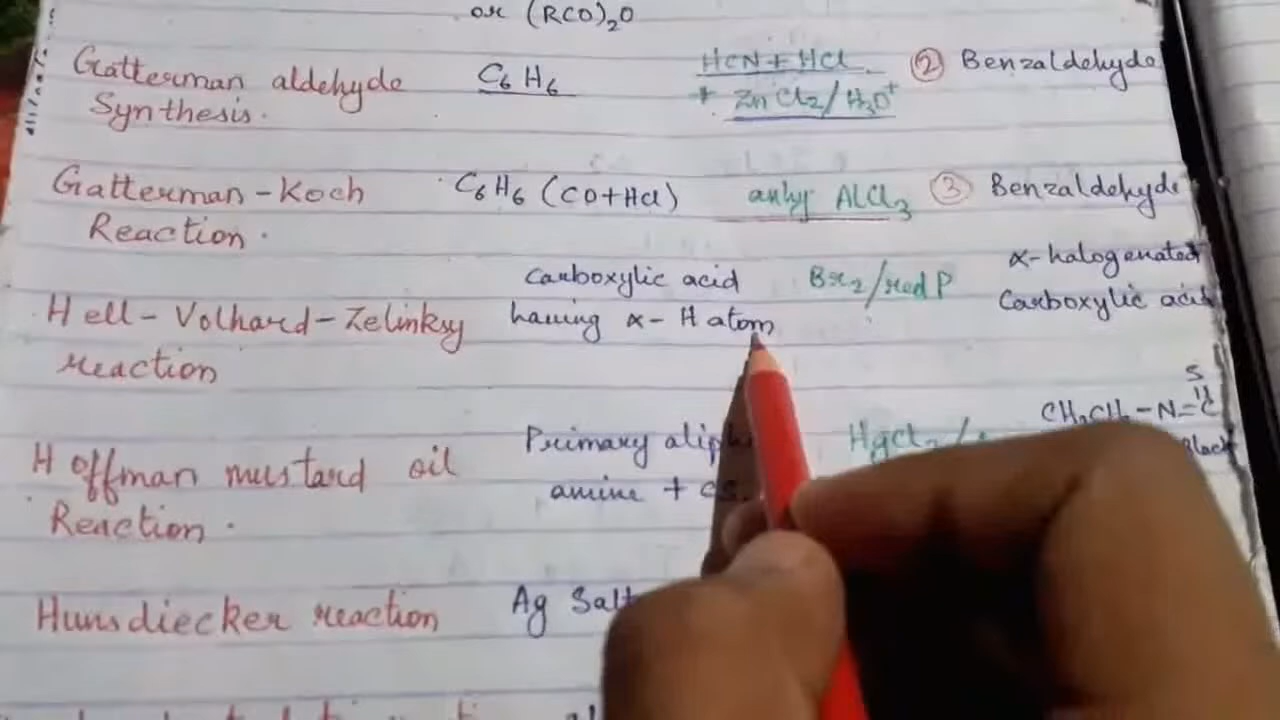 or (RCO)2O
Gatterman aldehyde C6H6 HCN + HCl ② Benzaldehyde
Synthesis. + ZnCl2/H3O+
Gatterman-Koch C6H6 (CO+HCl) anhy AlCl3 ③ Benzaldehyde
Reaction.
α-halogenated
Carboxylic acid Br2/red P Carboxylic acid
Hell-Volhard-Zelinksy having α-H atom
reaction
S
CH3CH2-N=C
Primary HgCl2/
Hoffman mustard oil
amine +
Reaction.
Hunsdiecker reaction Ag Salt